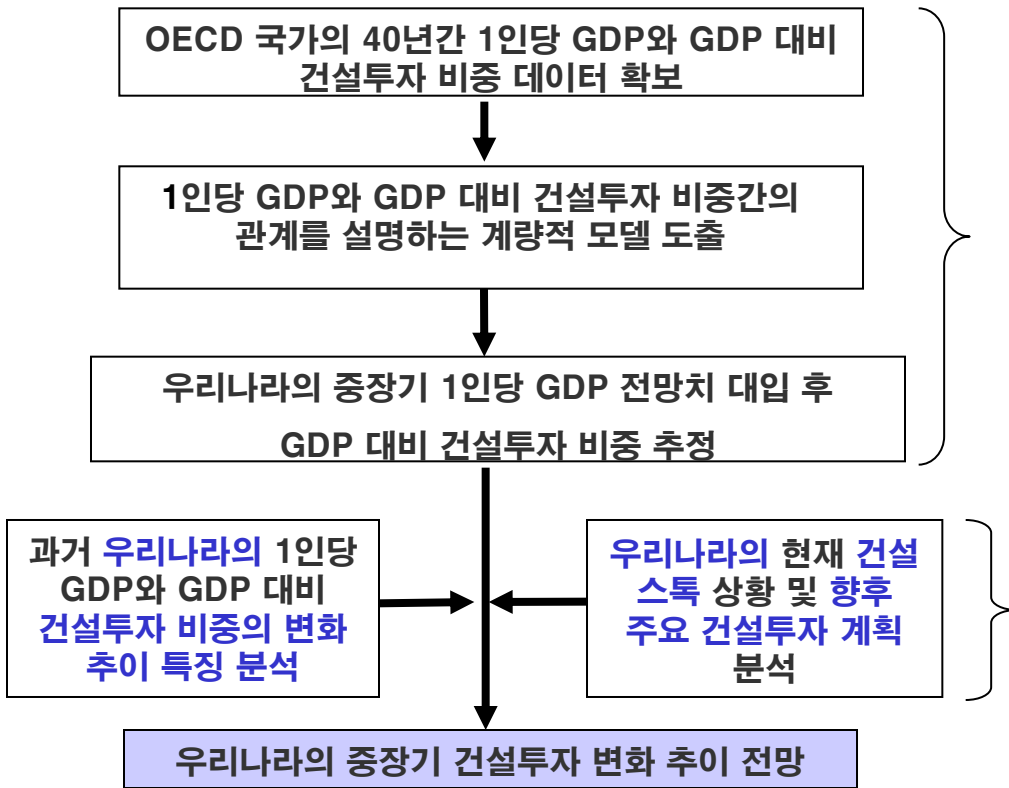 OECD 국가의 40년간 1인당 GDP와 GDP 대비
건설투자 비중 데이터 확보
1인당 GDP와 GDP 대비 건설투자 비중간의
관계를 설명하는 계량적 모델 도출
우리나라의 중장기 1인당 GDP 전망치 대입 후
GDP 대비 건설투자 비중 추정
과거 우리나라의 1인당
GDP와 GDP 대비
건설투자 비중의 변화
추이 특징 분석
우리나라의 현재 건설
스톡 상황 및 향후
주요 건설투자 계획
분석
우리나라의 중장기 건설투자 변화 추이 전망